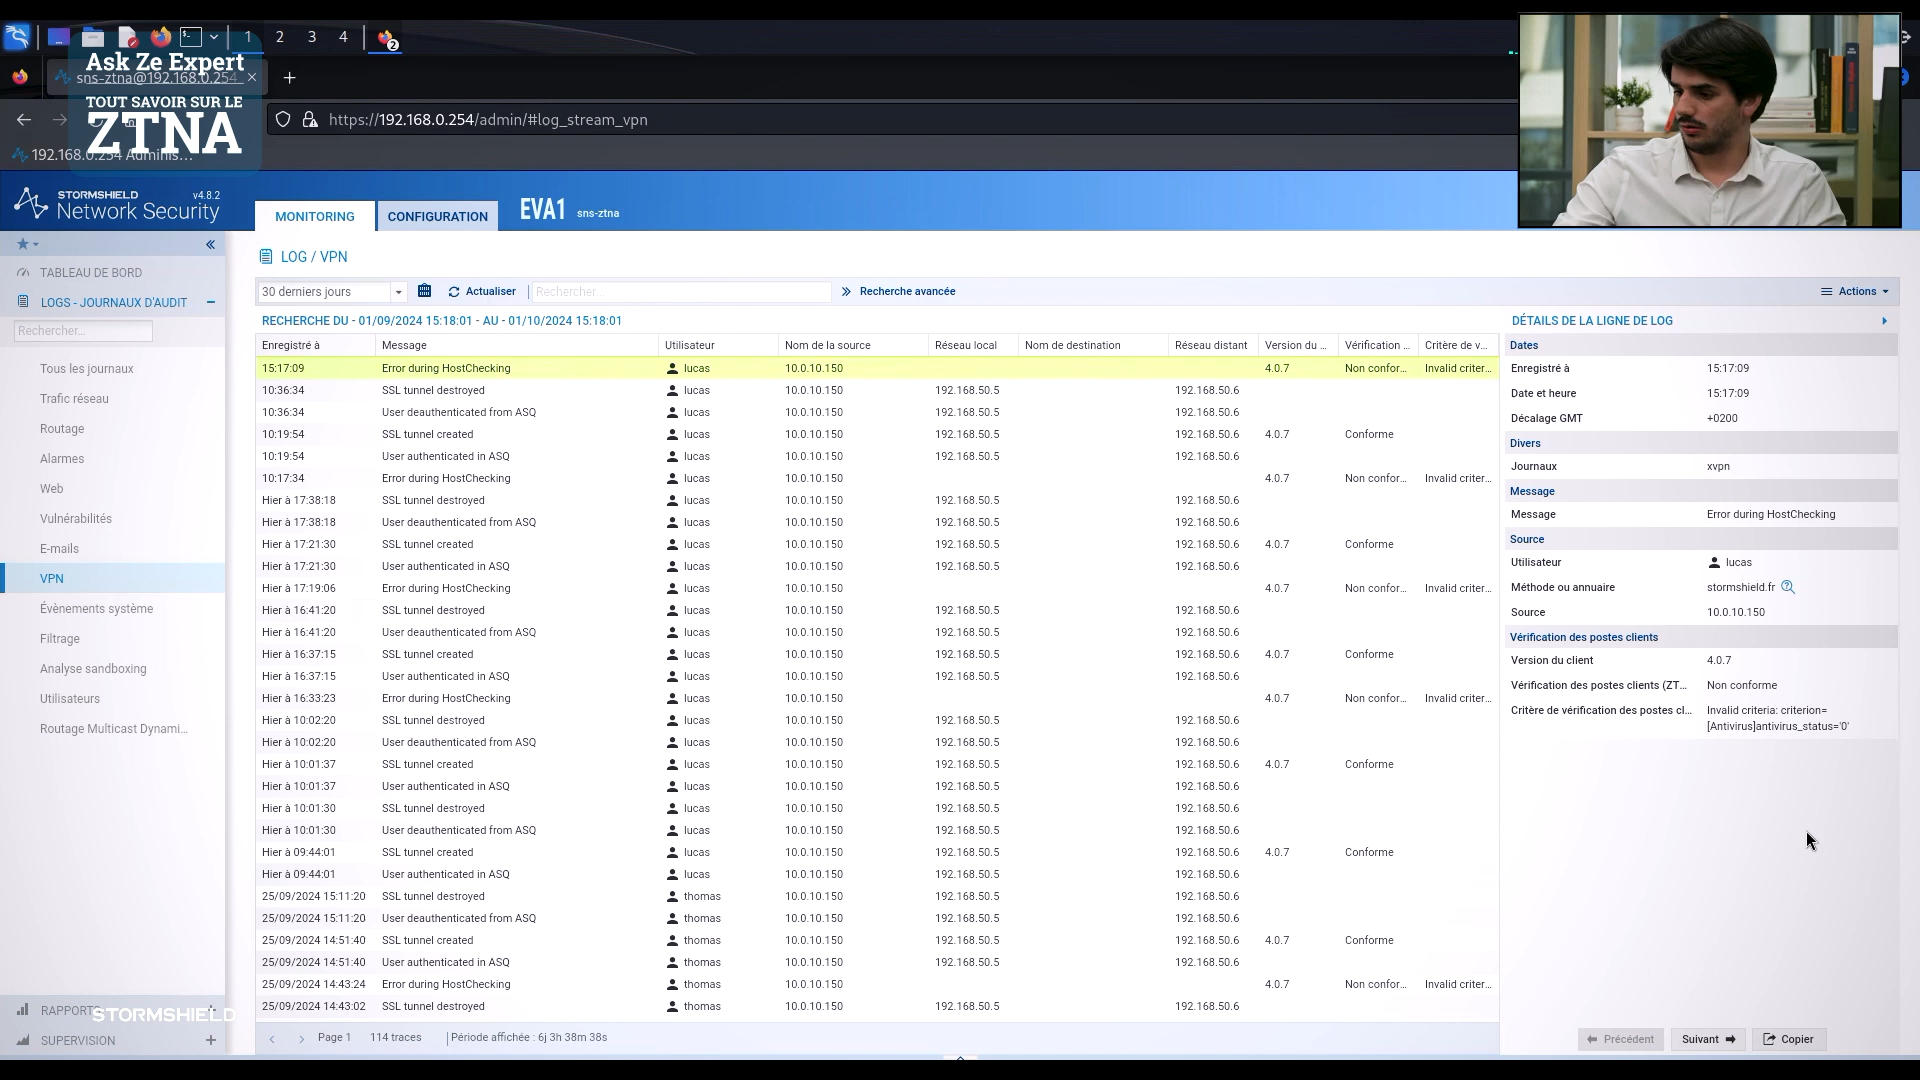 1 2 3 4 2
Ask Ze Expert
sns-ztna@192.168.0.254
TOUT SAVOIR SUR LE
ZTNA
https://192.168.0.254/admin/#log_stream_vpn
192.168.0.254 Adminis...
STORMSHIELD v4.8.2
Network Security
MONITORING CONFIGURATION EVA1 sns-ztna
TABLEAU DE BORD
LOGS - JOURNAUX D'AUDIT
Rechercher...
Tous les journaux
Trafic réseau
Routage
Alarmes
Web
Vulnérabilités
E-mails
VPN
Évènements système
Filtrage
Analyse sandboxing
Utilisateurs
Routage Multicast Dynami...
RAPPORTS
STORMSHIELD
SUPERVISION
LOG / VPN
30 derniers jours Actualiser Rechercher... Recherche avancée Actions
RECHERCHE DU - 01/09/2024 15:18:01 - AU - 01/10/2024 15:18:01
Enregistré à Message Utilisateur Nom de la source Réseau local Nom de destination Réseau distant Version du ... Vérification ... Critère de v...
15:17:09 Error during HostChecking lucas 10.0.10.150 4.0.7 Non confor... Invalid criter...
10:36:34 SSL tunnel destroyed lucas 10.0.10.150 192.168.50.5 192.168.50.6
10:36:34 User deauthenticated from ASQ lucas 10.0.10.150 192.168.50.5 192.168.50.6
10:19:54 SSL tunnel created lucas 10.0.10.150 192.168.50.5 192.168.50.6 4.0.7 Conforme
10:19:54 User authenticated in ASQ lucas 10.0.10.150 192.168.50.5 192.168.50.6
10:17:34 Error during HostChecking lucas 10.0.10.150 4.0.7 Non confor... Invalid criter...
Hier à 17:38:18 SSL tunnel destroyed lucas 10.0.10.150 192.168.50.5 192.168.50.6
Hier à 17:38:18 User deauthenticated from ASQ lucas 10.0.10.150 192.168.50.5 192.168.50.6
Hier à 17:21:30 SSL tunnel created lucas 10.0.10.150 192.168.50.5 192.168.50.6 4.0.7 Conforme
Hier à 17:21:30 User authenticated in ASQ lucas 10.0.10.150 192.168.50.5 192.168.50.6
Hier à 17:19:06 Error during HostChecking lucas 10.0.10.150 4.0.7 Non confor... Invalid criter...
Hier à 16:41:20 SSL tunnel destroyed lucas 10.0.10.150 192.168.50.5 192.168.50.6
Hier à 16:41:20 User deauthenticated from ASQ lucas 10.0.10.150 192.168.50.5 192.168.50.6
Hier à 16:37:15 SSL tunnel created lucas 10.0.10.150 192.168.50.5 192.168.50.6 4.0.7 Conforme
Hier à 16:37:15 User authenticated in ASQ lucas 10.0.10.150 192.168.50.5 192.168.50.6
Hier à 16:33:23 Error during HostChecking lucas 10.0.10.150 4.0.7 Non confor... Invalid criter...
Hier à 10:02:20 SSL tunnel destroyed lucas 10.0.10.150 192.168.50.5 192.168.50.6
Hier à 10:02:20 User deauthenticated from ASQ lucas 10.0.10.150 192.168.50.5 192.168.50.6
Hier à 10:01:37 SSL tunnel created lucas 10.0.10.150 192.168.50.5 192.168.50.6 4.0.7 Conforme
Hier à 10:01:37 User authenticated in ASQ lucas 10.0.10.150 192.168.50.5 192.168.50.6
Hier à 10:01:30 SSL tunnel destroyed lucas 10.0.10.150 192.168.50.5 192.168.50.6
Hier à 10:01:30 User deauthenticated from ASQ lucas 10.0.10.150 192.168.50.5 192.168.50.6
Hier à 09:44:01 SSL tunnel created lucas 10.0.10.150 192.168.50.5 192.168.50.6 4.0.7 Conforme
Hier à 09:44:01 User authenticated in ASQ lucas 10.0.10.150 192.168.50.5 192.168.50.6
25/09/2024 15:11:20 SSL tunnel destroyed thomas 10.0.10.150 192.168.50.5 192.168.50.6
25/09/2024 15:11:20 User deauthenticated from ASQ thomas 10.0.10.150 192.168.50.5 192.168.50.6
25/09/2024 14:51:40 SSL tunnel created thomas 10.0.10.150 192.168.50.5 192.168.50.6 4.0.7 Conforme
25/09/2024 14:51:40 User authenticated in ASQ thomas 10.0.10.150 192.168.50.5 192.168.50.6
25/09/2024 14:43:24 Error during HostChecking thomas 10.0.10.150 4.0.7 Non confor... Invalid criter...
25/09/2024 14:43:02 SSL tunnel destroyed thomas 10.0.10.150 192.168.50.5 192.168.50.6
Page 1 114 traces Période affichée : 6j 3h 38m 38s
DÉTAILS DE LA LIGNE DE LOG
Dates
Enregistré à 15:17:09
Date et heure 15:17:09
Décalage GMT +0200
Divers
Journaux xvpn
Message
Message Error during HostChecking
Source
Utilisateur lucas
Méthode ou annuaire stormshield.fr
Source 10.0.10.150
Vérification des postes clients
Version du client 4.0.7
Vérification des postes clients (ZT... Non conforme
Critère de vérification des postes cl... Invalid criteria: criterion=
[Antivirus]antivirus_status='0'
Précédent Suivant Copier